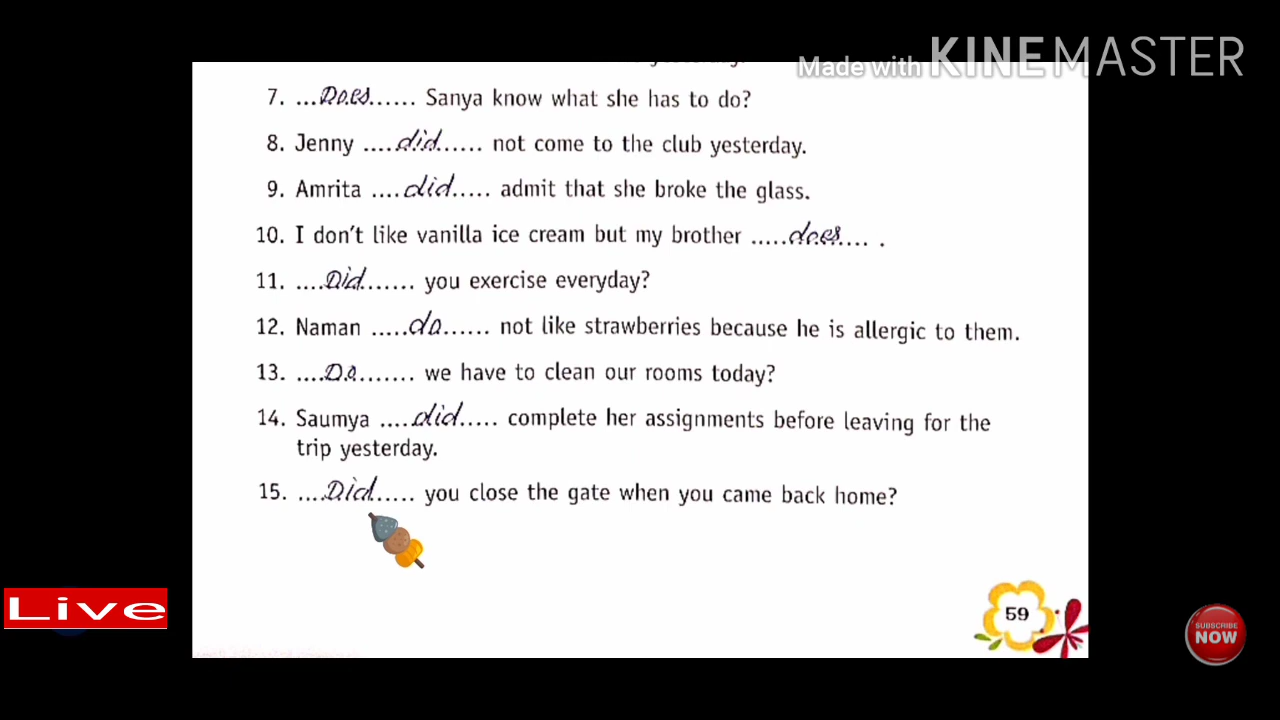 Made with KINEMASTER
7. ...Does...... Sanya know what she has to do?
8. Jenny ....did...... not come to the club yesterday.
9. Amrita ....did..... admit that she broke the glass.
10. I don't like vanilla ice cream but my brother .....does.... .
11. ....Did....... you exercise everyday?
12. Naman .....do...... not like strawberries because he is allergic to them.
13. ....Do........ we have to clean our rooms today?
14. Saumya ....did..... complete her assignments before leaving for the
trip yesterday.
15. ....Did..... you close the gate when you came back home?
59
Live
SUBSCRIBE
NOW